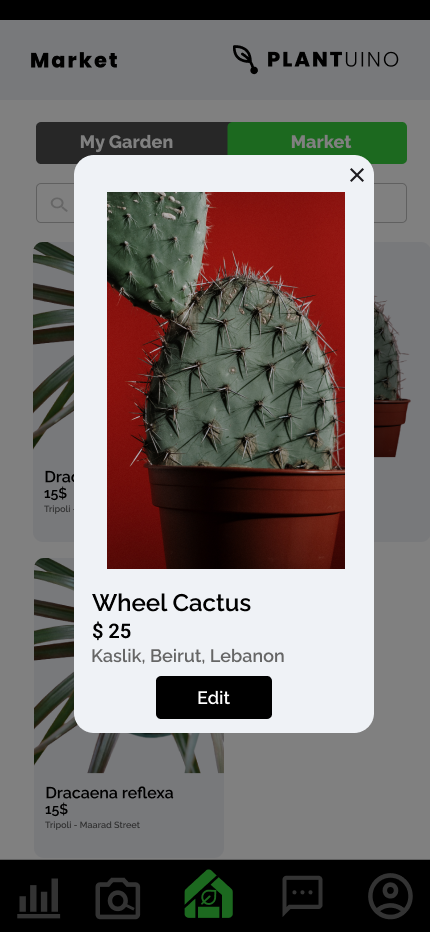 Market
PLANTUINO
My Garden
Market
15$
Tripoli -
Wheel Cactus
$ 25
Kaslik, Beirut, Lebanon
Edit
Dracaena reflexa
15$
Tripoli - Maarad Street